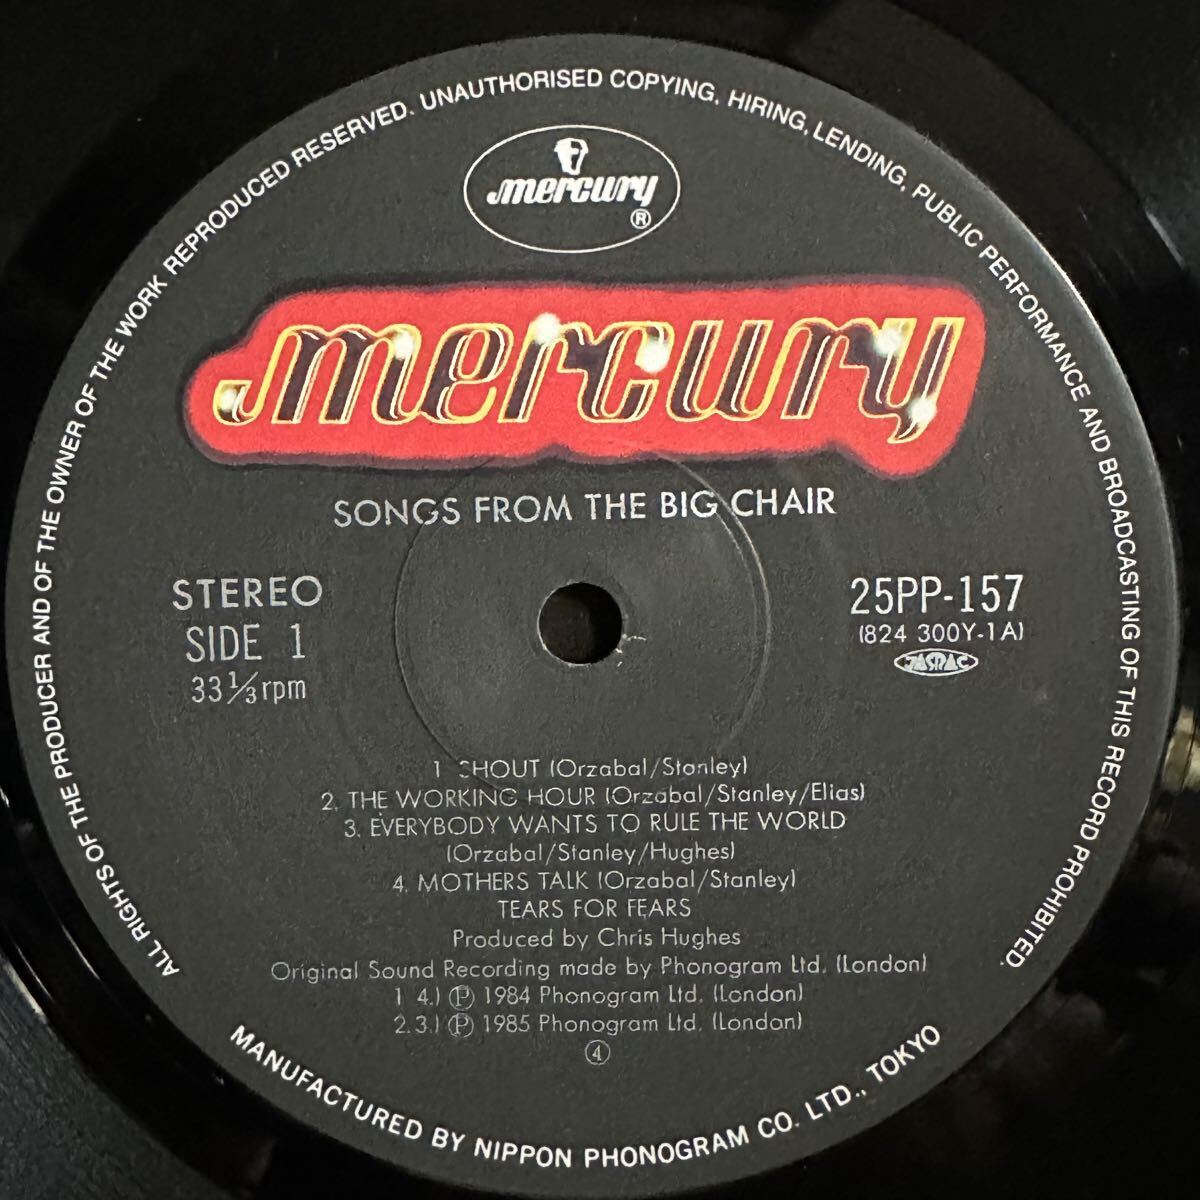 ALL RIGHTS OF THE PRODUCER AND OF THE OWNER OF THE WORK REPRODUCED RESERVED. UNAUTHORISED COPYING, HIRING, LENDING, PUBLIC PERFORMANCE AND BROADCASTING OF THIS RECORD PROHIBITED.
mercury
®
mercury
SONGS FROM THE BIG CHAIR
STEREO
SIDE 1
33 1/3 rpm
25PP-157
(824 300Y-1A)
JASRAC
1 SHOUT (Orzabal/Stanley)
2. THE WORKING HOUR (Orzabal/Stanley/Elias)
3. EVERYBODY WANTS TO RULE THE WORLD
(Orzabal/Stanley/Hughes)
4. MOTHERS TALK (Orzabal/Stanley)
TEARS FOR FEARS
Produced by Chris Hughes
Original Sound Recording made by Phonogram Ltd. (London)
1 4.) Ⓟ 1984 Phonogram Ltd. (London)
2.3.) Ⓟ 1985 Phonogram Ltd. (London)
④
MANUFACTURED BY NIPPON PHONOGRAM CO. LTD., TOKYO